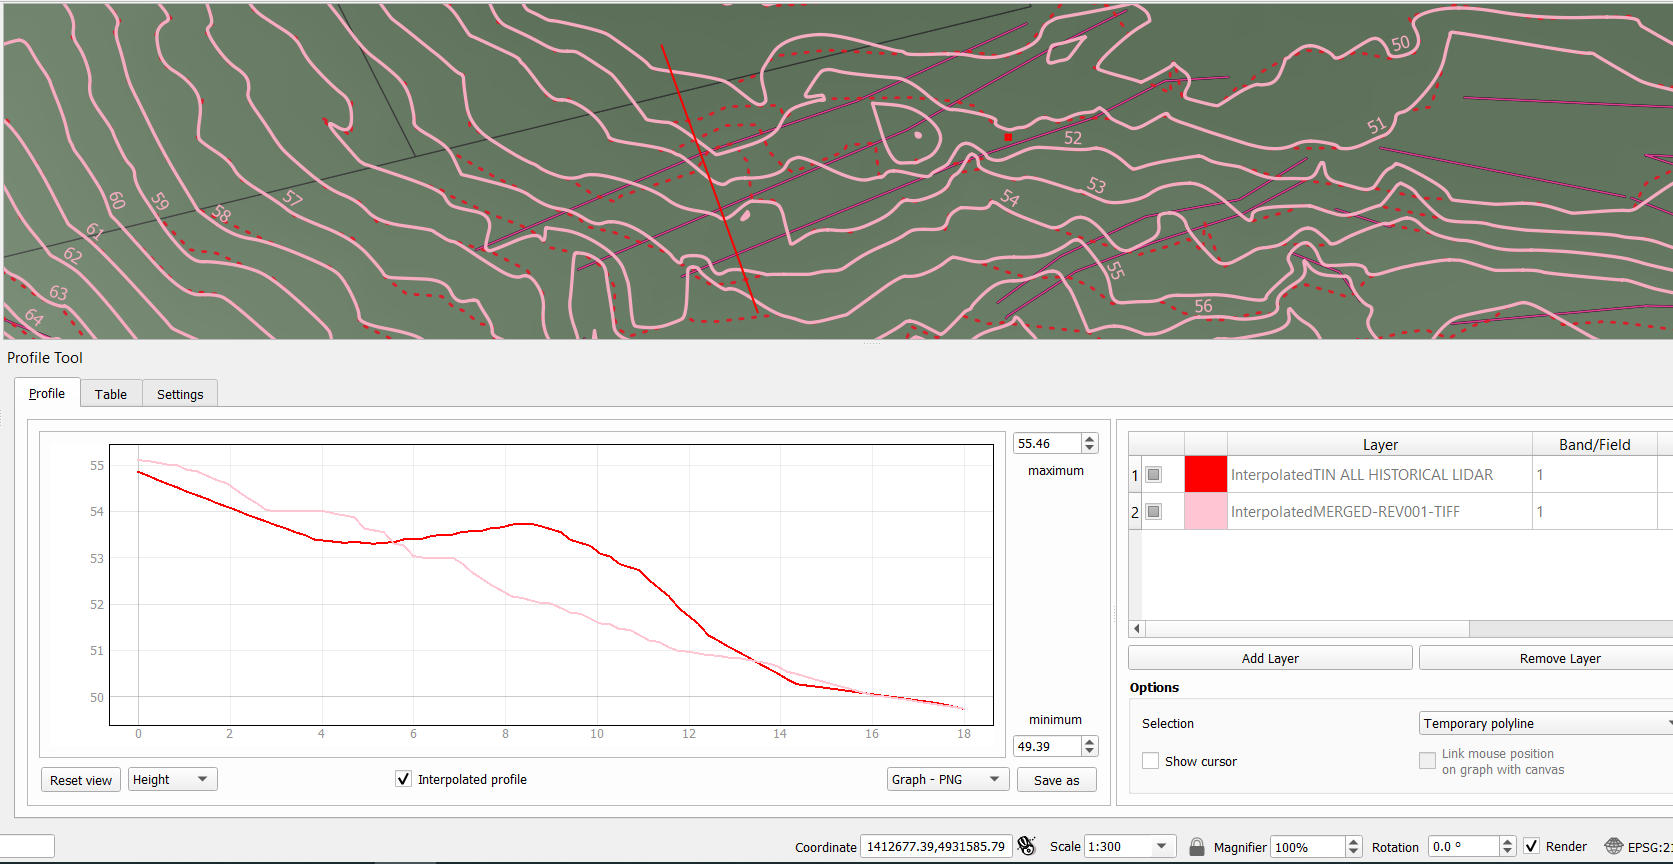 50
51
52
53
54
55
56
57
58
59
60
61
62
63
64
Profile Tool
Profile
Table
Settings
55
54
53
52
51
50
0 2 4 6 8 10 12 14 16 18
55.46
maximum
minimum
49.39
Reset view
Height
Interpolated profile
Graph - PNG
Save as
Layer Band/Field
1 InterpolatedTIN ALL HISTORICAL LIDAR 1
2 InterpolatedMERGED-REV001-TIFF 1
Add Layer
Remove Layer
Options
Selection
Temporary polyline
Show cursor
Link mouse position
on graph with canvas
Coordinate 1412677.39,4931585.79 Scale 1:300 Magnifier 100% Rotation 0.0 ° Render